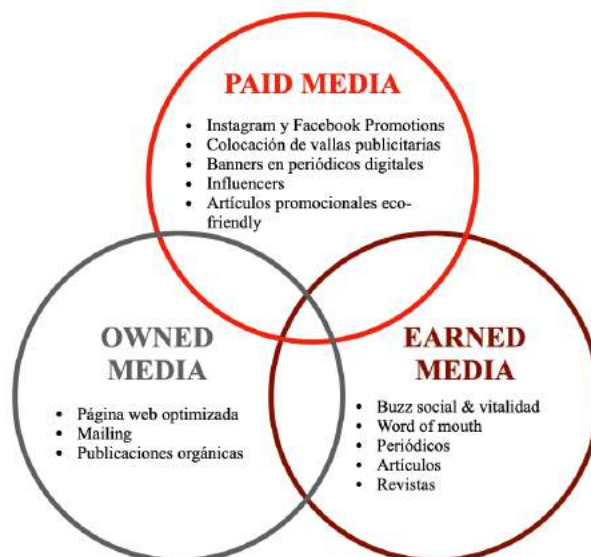 PAID MEDIA
• Instagram y Facebook Promotions
• Colocación de vallas publicitarias
• Banners en periódicos digitales
• Influencers
• Artículos promocionales eco-
friendly
OWNED
MEDIA
• Página web optimizada
• Mailing
• Publicaciones orgánicas
EARNED
MEDIA
• Buzz social & vitalidad
• Word of mouth
• Periódicos
• Artículos
• Revistas